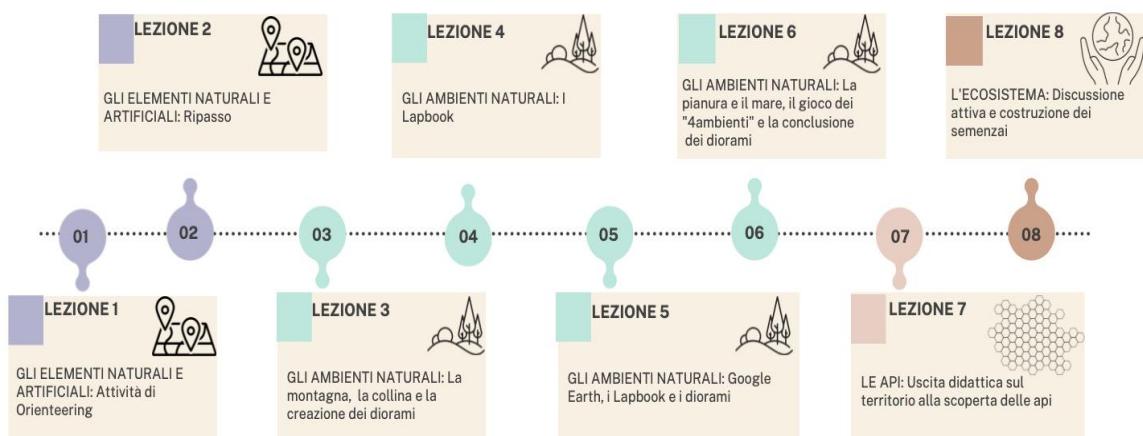 LEZIONE 2
GLI ELEMENTI NATURALI E
ARTIFICIALI: Ripasso
LEZIONE 4
GLI AMBIENTI NATURALI: I
Lapbook
LEZIONE 6
GLI AMBIENTI NATURALI: La
pianura e il mare, il gioco dei
"4ambienti" e la conclusione
dei diorami
LEZIONE 8
L'ECOSISTEMA: Discussione
attiva e costruzione dei
semenzai
01
02
03
04
05
06
07
08
LEZIONE 1
GLI ELEMENTI NATURALI E
ARTIFICIALI: Attività di
Orienteering
LEZIONE 3
GLI AMBIENTI NATURALI: La
montagna, la collina e la
creazione dei diorami
LEZIONE 5
GLI AMBIENTI NATURALI: Google
Earth, i Lapbook e i diorami
LEZIONE 7
LE API: Uscita didattica sul
territorio alla scoperta delle api